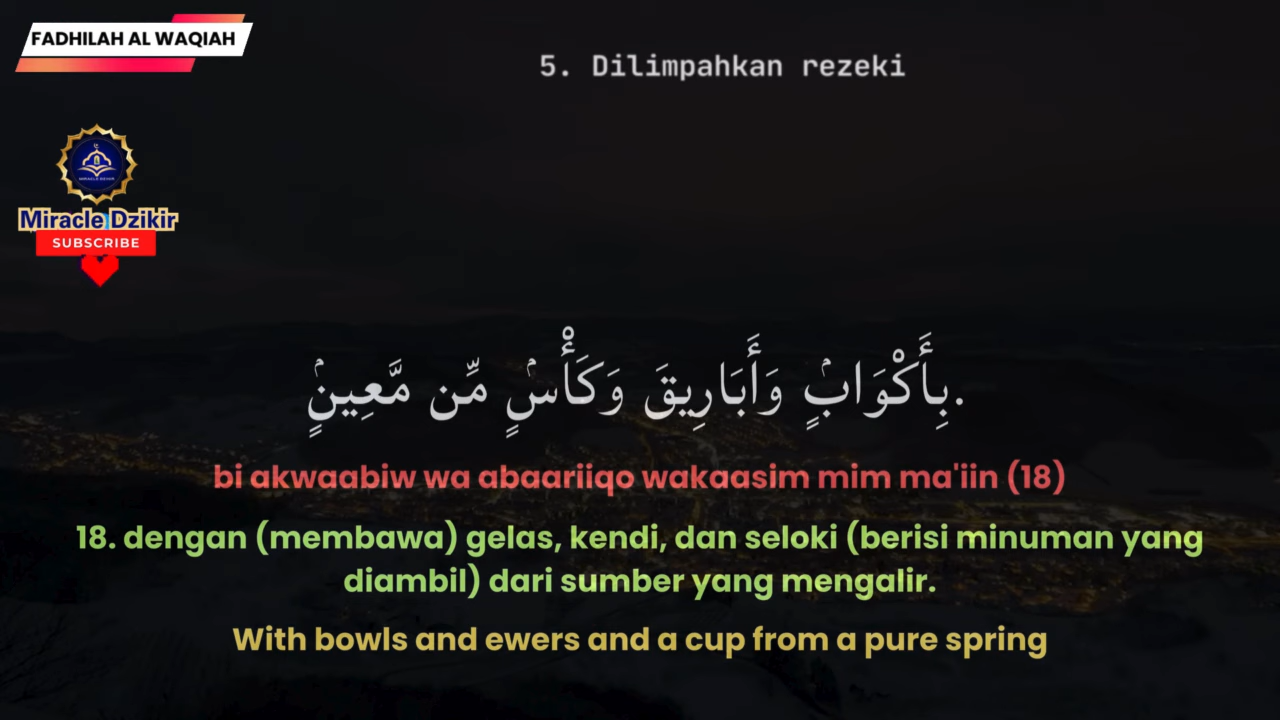 FADHILAH AL WAQIAH
5. Dilimpahkan rezeki
Miracle Dzikir
SUBSCRIBE
بِأَكْوَابٍۢ وَأَبَارِيقَ وَكَأْسٍۢ مِّن مَّعِينٍۢ.
bi akwaabiw wa abaariiqo wakaasim mim ma'iin (18)
18. dengan (membawa) gelas, kendi, dan seloki (berisi minuman yang
diambil) dari sumber yang mengalir.
With bowls and ewers and a cup from a pure spring